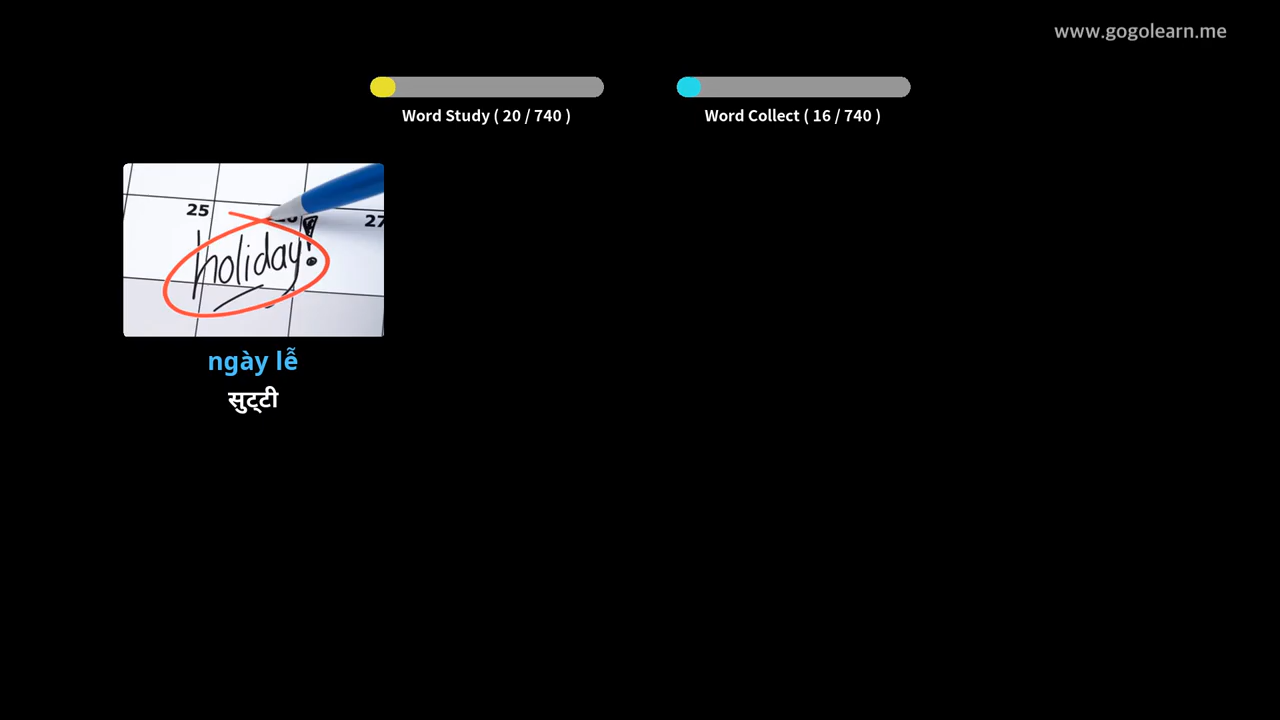 www.gogolearn.me
Word Study ( 20 / 740 )
Word Collect ( 16 / 740 )
25
27
holiday!
ngày lễ
सुट्टी